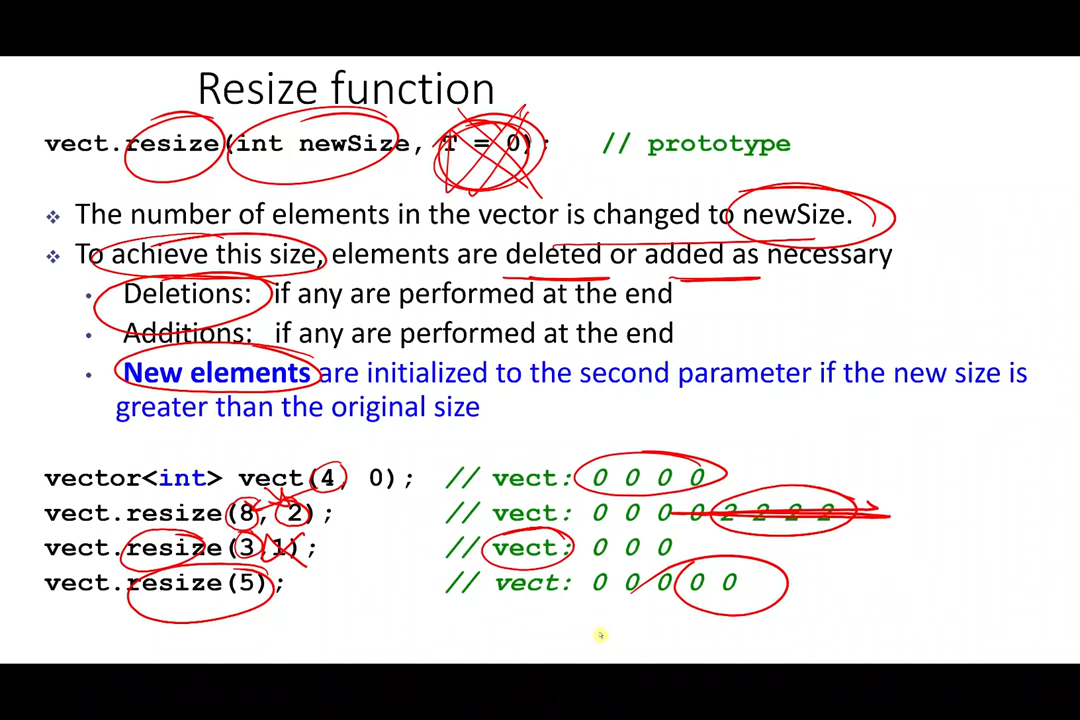 Resize function
vect.resize(int newSize, T = 0); // prototype
❖ The number of elements in the vector is changed to newSize.
❖ To achieve this size, elements are deleted or added as necessary
• Deletions: if any are performed at the end
• Additions: if any are performed at the end
• New elements are initialized to the second parameter if the new size is
greater than the original size
vector<int> vect(4, 0); // vect: 0 0 0 0
vect.resize(8, 2); // vect: 0 0 0 0 2 2 2 2
vect.resize(3,1); // vect: 0 0 0
vect.resize(5); // vect: 0 0 0 0 0